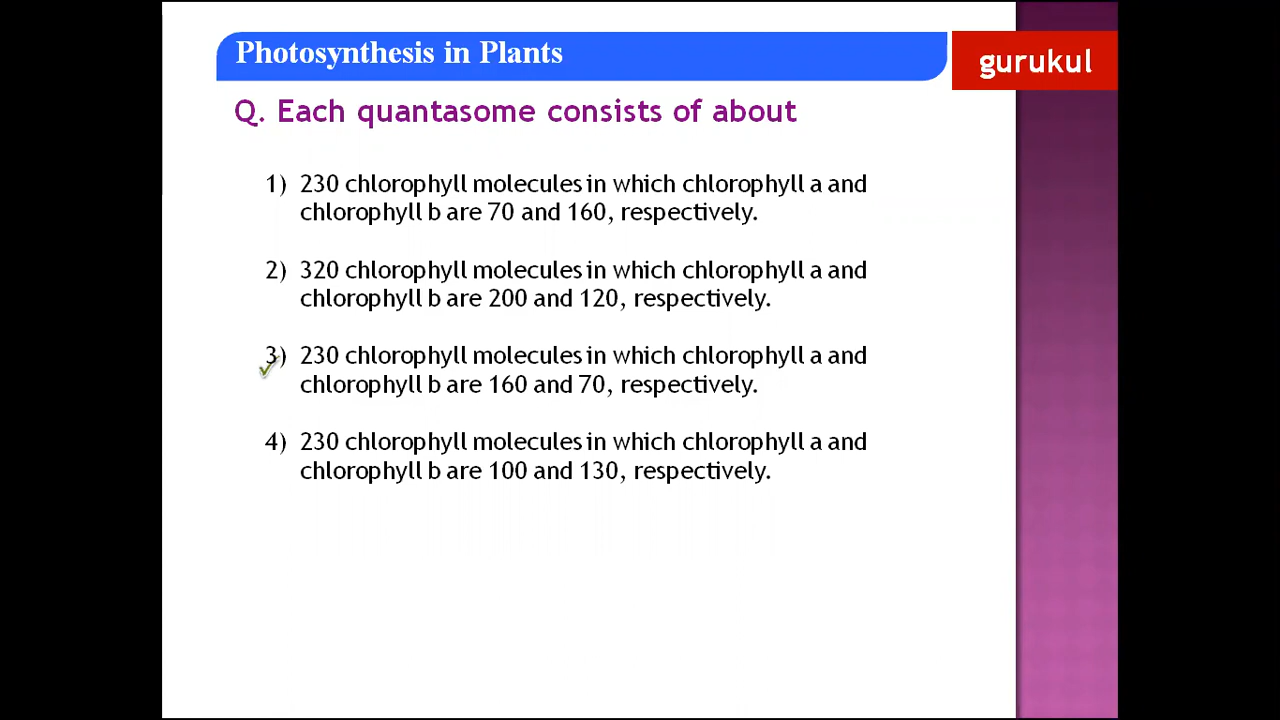 Photosynthesis in Plants
gurukul
Q. Each quantasome consists of about
1) 230 chlorophyll molecules in which chlorophyll a and
chlorophyll b are 70 and 160, respectively.
2) 320 chlorophyll molecules in which chlorophyll a and
chlorophyll b are 200 and 120, respectively.
3) 230 chlorophyll molecules in which chlorophyll a and
chlorophyll b are 160 and 70, respectively.
4) 230 chlorophyll molecules in which chlorophyll a and
chlorophyll b are 100 and 130, respectively.